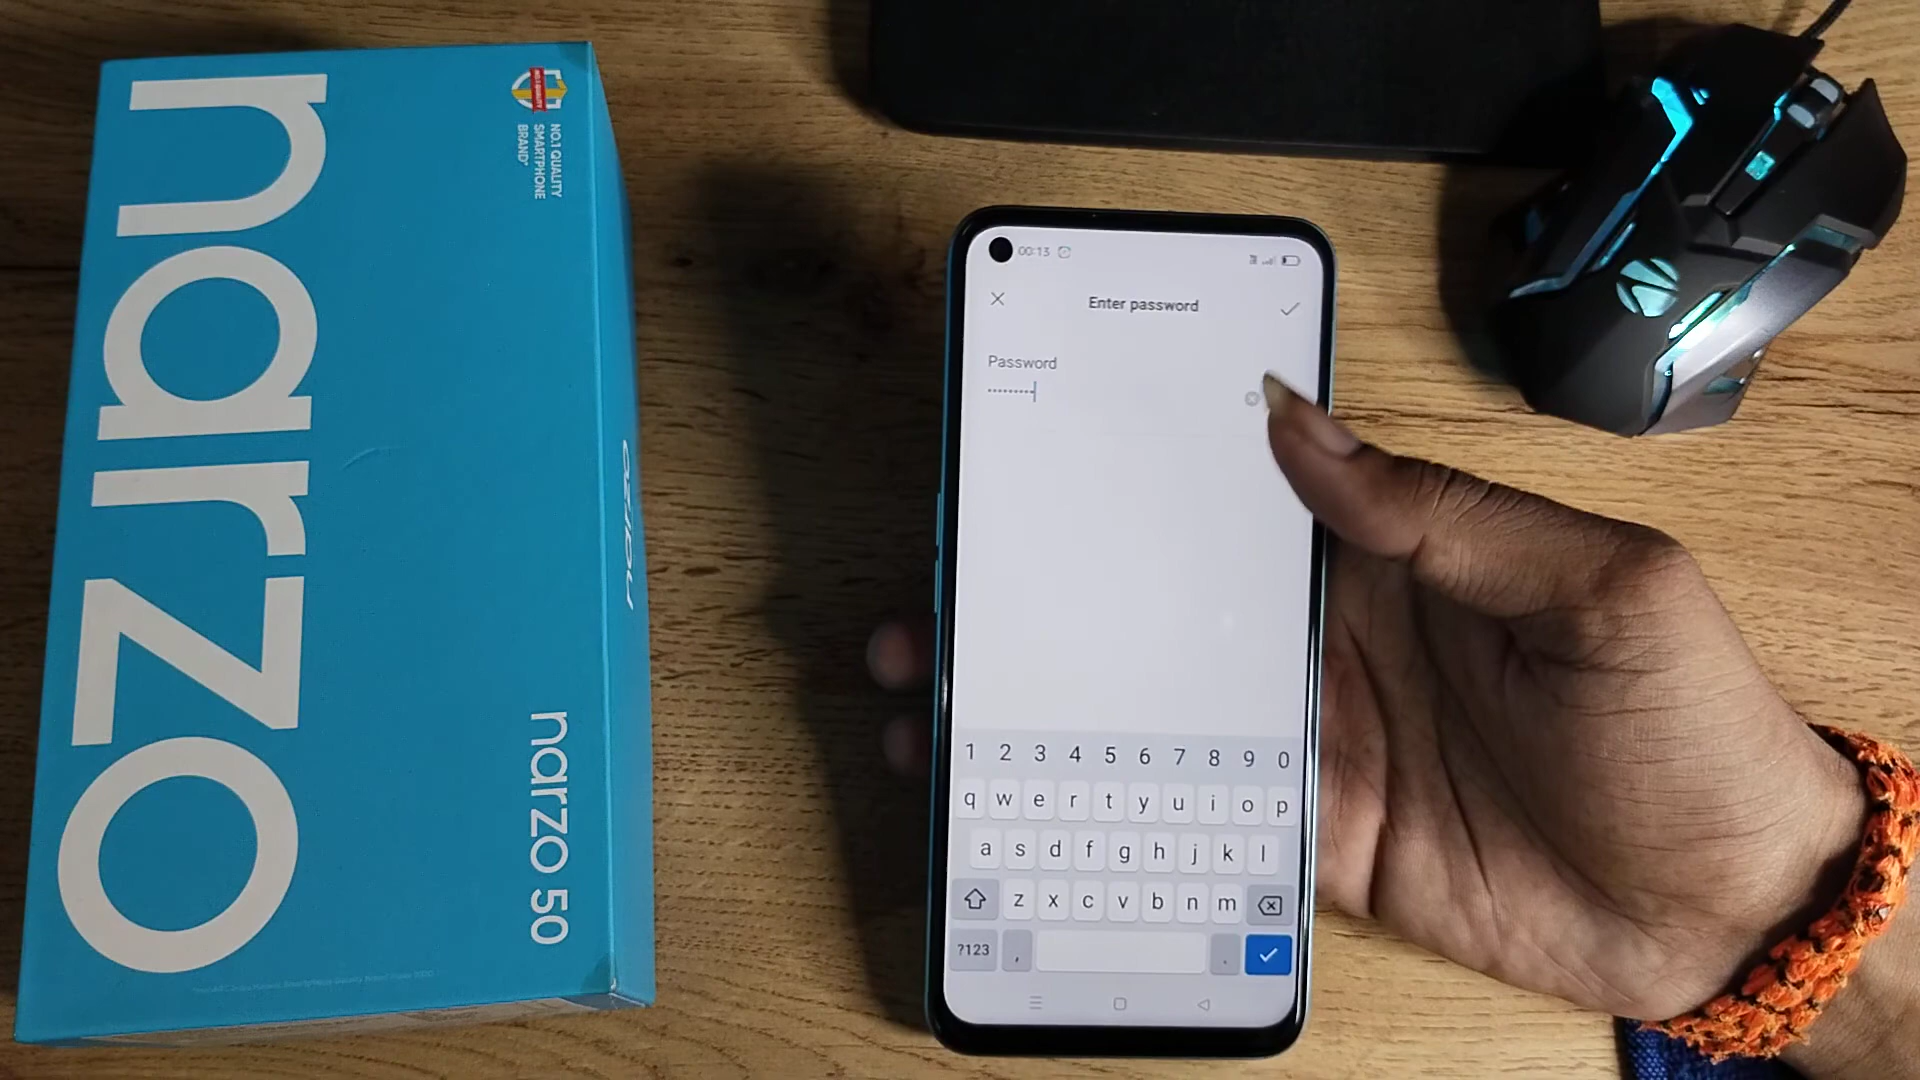 narzo
NO.1 QUALITY
SMARTPHONE
BRAND*
narzo 50
narzo
00:13
Enter password
Password
1 2 3 4 5 6 7 8 9 0
q w e r t y u i o p
a s d f g h j k l
z x c v b n m
?123 , .